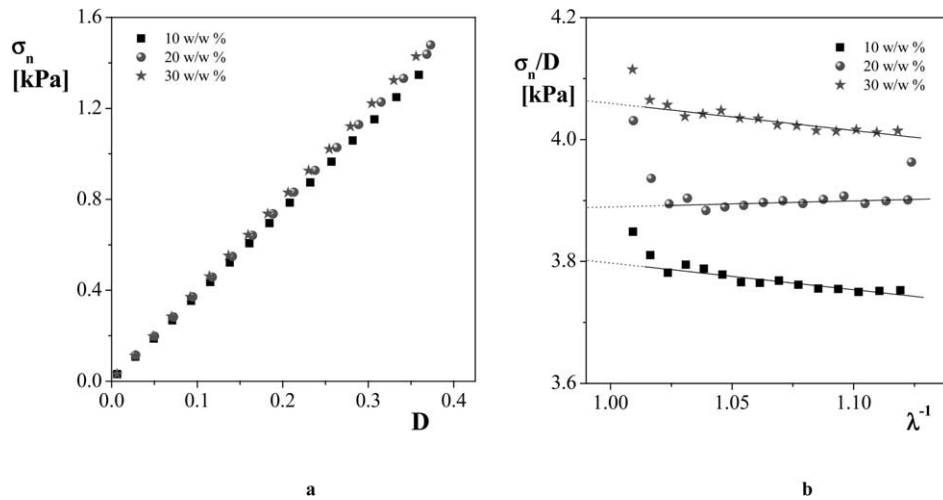 σn
[kPa]
1.6
1.2
0.8
0.4
0.0
10 w/w %
20 w/w %
30 w/w %
0.0 0.1 0.2 0.3 0.4
D
a
σn/D
[kPa]
4.2
4.0
3.8
3.6
10 w/w %
20 w/w %
30 w/w %
1.00 1.05 1.10
λ-1
b